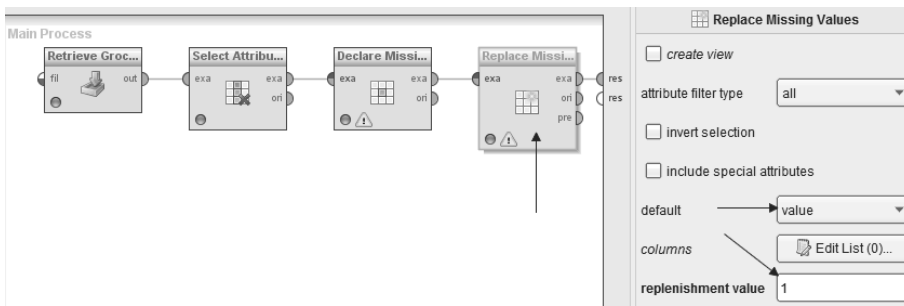 Main Process
Retrieve Groc...
fil
out
Select Attribu...
exa
exa
ori
Declare Missi...
exa
exa
ori
Replace Missi...
exa
exa
ori
pre
res
res
Replace Missing Values
create view
attribute filter type
all
invert selection
include special attributes
default
value
columns
Edit List (0)...
replenishment value
1